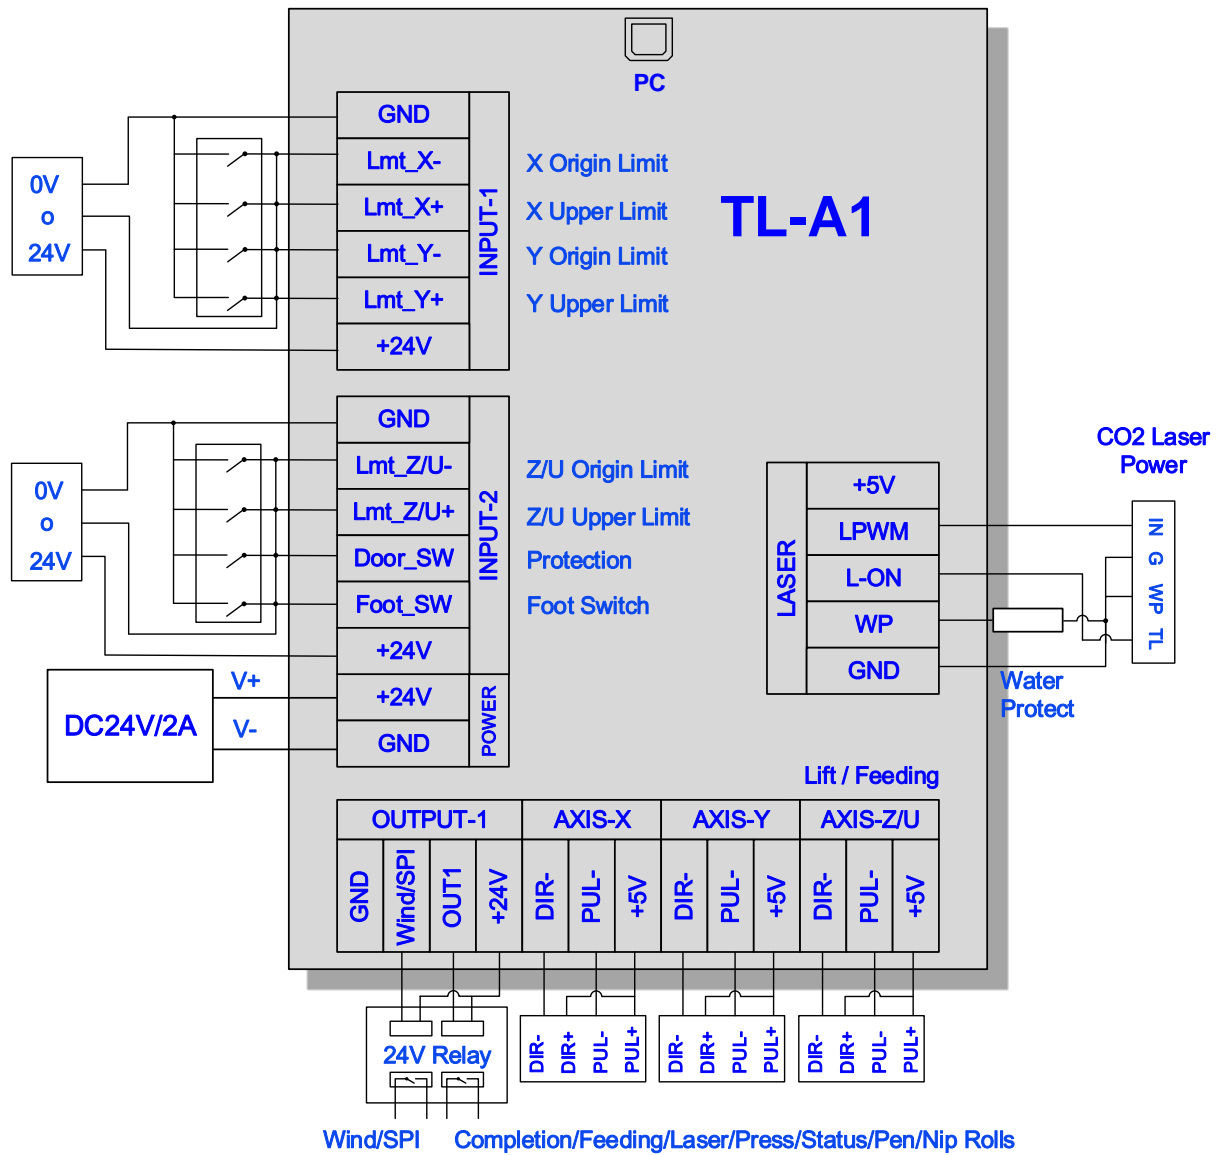 PC
TL-A1
GND
Lmt_X-
X Origin Limit
Lmt_X+
X Upper Limit
Lmt_Y-
Y Origin Limit
Lmt_Y+
Y Upper Limit
+24V
INPUT-1
0V
o
24V
GND
Lmt_Z/U-
Z/U Origin Limit
Lmt_Z/U+
Z/U Upper Limit
Door_SW
Protection
Foot_SW
Foot Switch
+24V
INPUT-2
0V
o
24V
+24V
GND
POWER
V+
V-
DC24V/2A
CO2 Laser
Power
LASER
+5V
LPWM
L-ON
WP
GND
IN
G
WP
TL
Water
Protect
Lift / Feeding
OUTPUT-1
AXIS-X
AXIS-Y
AXIS-Z/U
GND
Wind/SPI
OUT1
+24V
DIR-
PUL-
+5V
DIR-
PUL-
+5V
DIR-
PUL-
+5V
24V Relay
DIR-
DIR+
PUL-
PUL+
DIR-
DIR+
PUL-
PUL+
DIR-
DIR+
PUL-
PUL+
Wind/SPI
Completion/Feeding/Laser/Press/Status/Pen/Nip Rolls